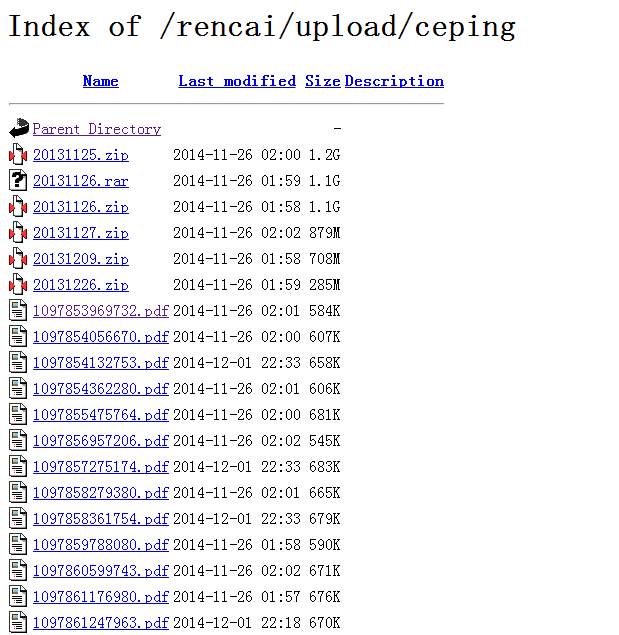 Index of /rencai/upload/ceping
Name Last modified Size Description
Parent Directory -
20131125.zip 2014-11-26 02:00 1.2G
20131126.rar 2014-11-26 01:59 1.1G
20131126.zip 2014-11-26 01:58 1.1G
20131127.zip 2014-11-26 02:02 879M
20131209.zip 2014-11-26 01:58 708M
20131226.zip 2014-11-26 01:59 285M
1097853969732.pdf 2014-11-26 02:01 584K
1097854056670.pdf 2014-11-26 02:00 607K
1097854132753.pdf 2014-12-01 22:33 658K
1097854362280.pdf 2014-11-26 02:01 606K
1097855475764.pdf 2014-11-26 02:00 681K
1097856957206.pdf 2014-11-26 02:02 545K
1097857275174.pdf 2014-12-01 22:33 683K
1097858279380.pdf 2014-11-26 02:01 665K
1097858361754.pdf 2014-12-01 22:33 679K
1097859788080.pdf 2014-11-26 01:58 590K
1097860599743.pdf 2014-11-26 02:02 671K
1097861176980.pdf 2014-11-26 01:57 676K
1097861247963.pdf 2014-12-01 22:18 670K